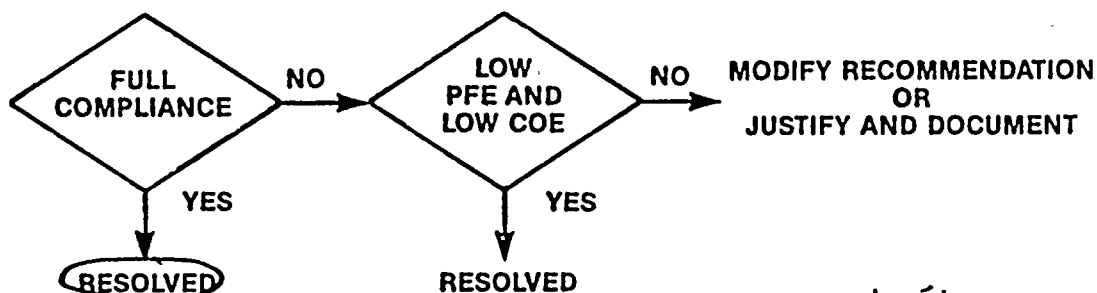 FULL
COMPLIANCE
NO
LOW
PFE AND
LOW COE
NO
MODIFY RECOMMENDATION
OR
JUSTIFY AND DOCUMENT
YES
YES
RESOLVED
RESOLVED